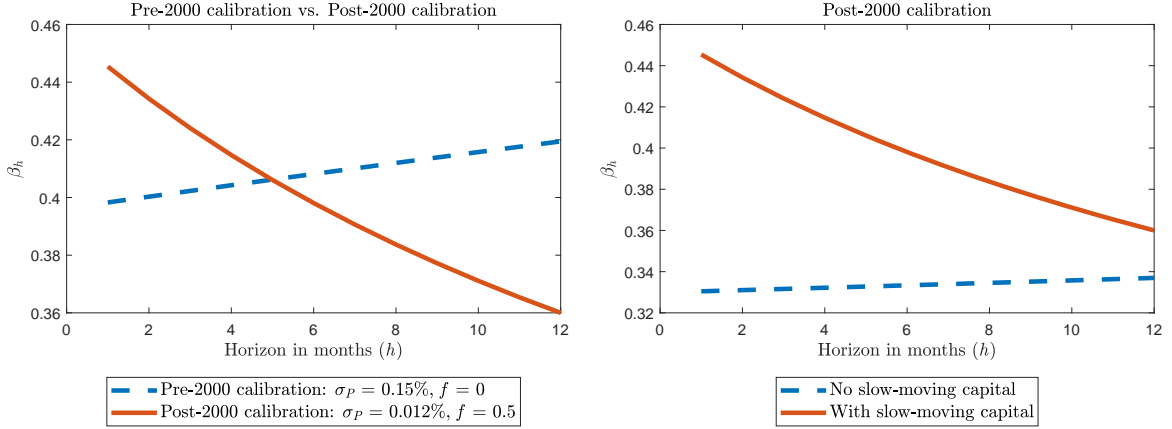 Pre-2000 calibration vs. Post-2000 calibration
0.46
0.44
0.42
0.4
0.38
0.36
β_h
0 2 4 6 8 10 12
Horizon in months (h)
Pre-2000 calibration: σ_P = 0.15%, f = 0
Post-2000 calibration: σ_P = 0.012%, f = 0.5
Post-2000 calibration
0.46
0.44
0.42
0.4
0.38
0.36
0.34
0.32
β_h
0 2 4 6 8 10 12
Horizon in months (h)
No slow-moving capital
With slow-moving capital